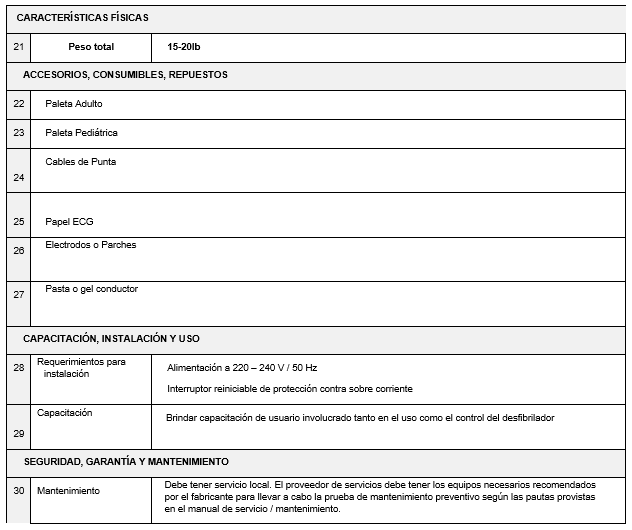 CARACTERÍSTICAS FÍSICAS
21 Peso total 15-20lb
ACCESORIOS, CONSUMIBLES, REPUESTOS
22 Paleta Adulto
23 Paleta Pediátrica
24 Cables de Punta
25 Papel ECG
26 Electrodos o Parches
27 Pasta o gel conductor
CAPACITACIÓN, INSTALACIÓN Y USO
28 Requerimientos para
instalación
Alimentación a 220 – 240 V / 50 Hz
Interruptor reiniciable de protección contra sobre corriente
29 Capacitación Brindar capacitación de usuario involucrado tanto en el uso como el control del desfibrilador
SEGURIDAD, GARANTÍA Y MANTENIMIENTO
30 Mantenimiento
Debe tener servicio local. El proveedor de servicios debe tener los equipos necesarios recomendados
por el fabricante para llevar a cabo la prueba de mantenimiento preventivo según las pautas provistas
en el manual de servicio / mantenimiento.